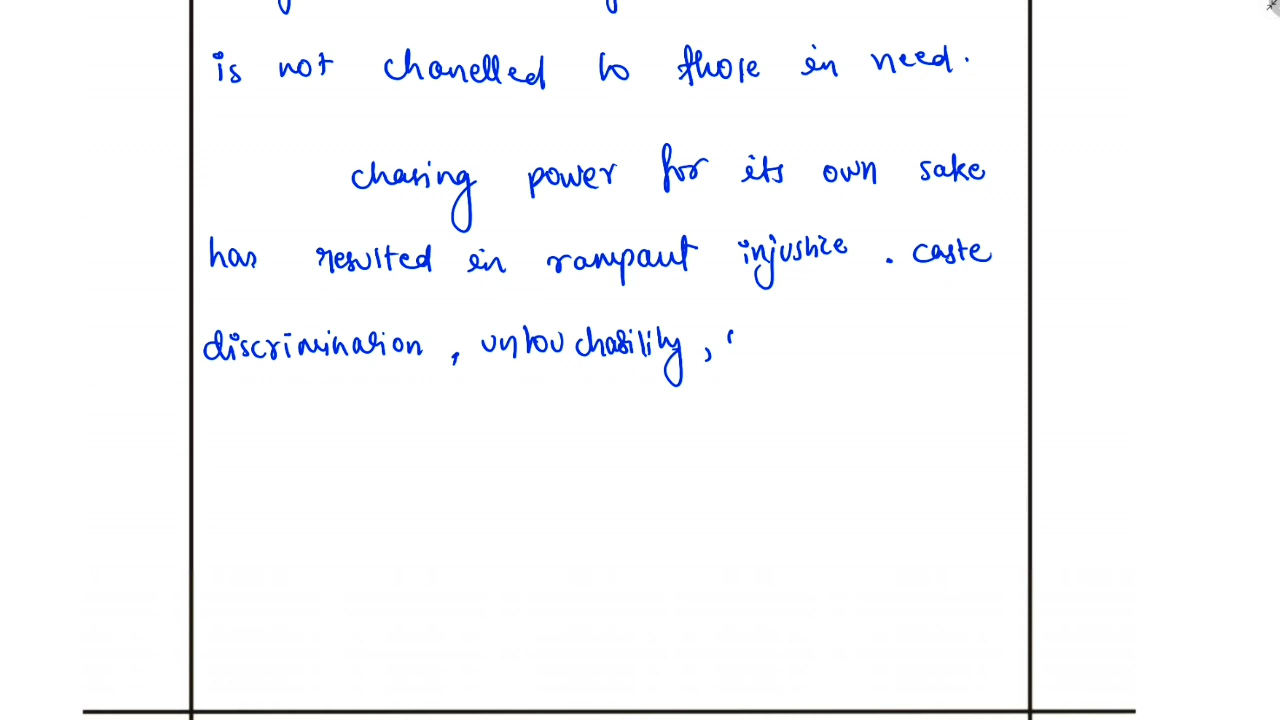 is not chanelled to those in need.
chasing power for its own sake
has resulted in rampant injustice. caste
discrimination, untouchability,